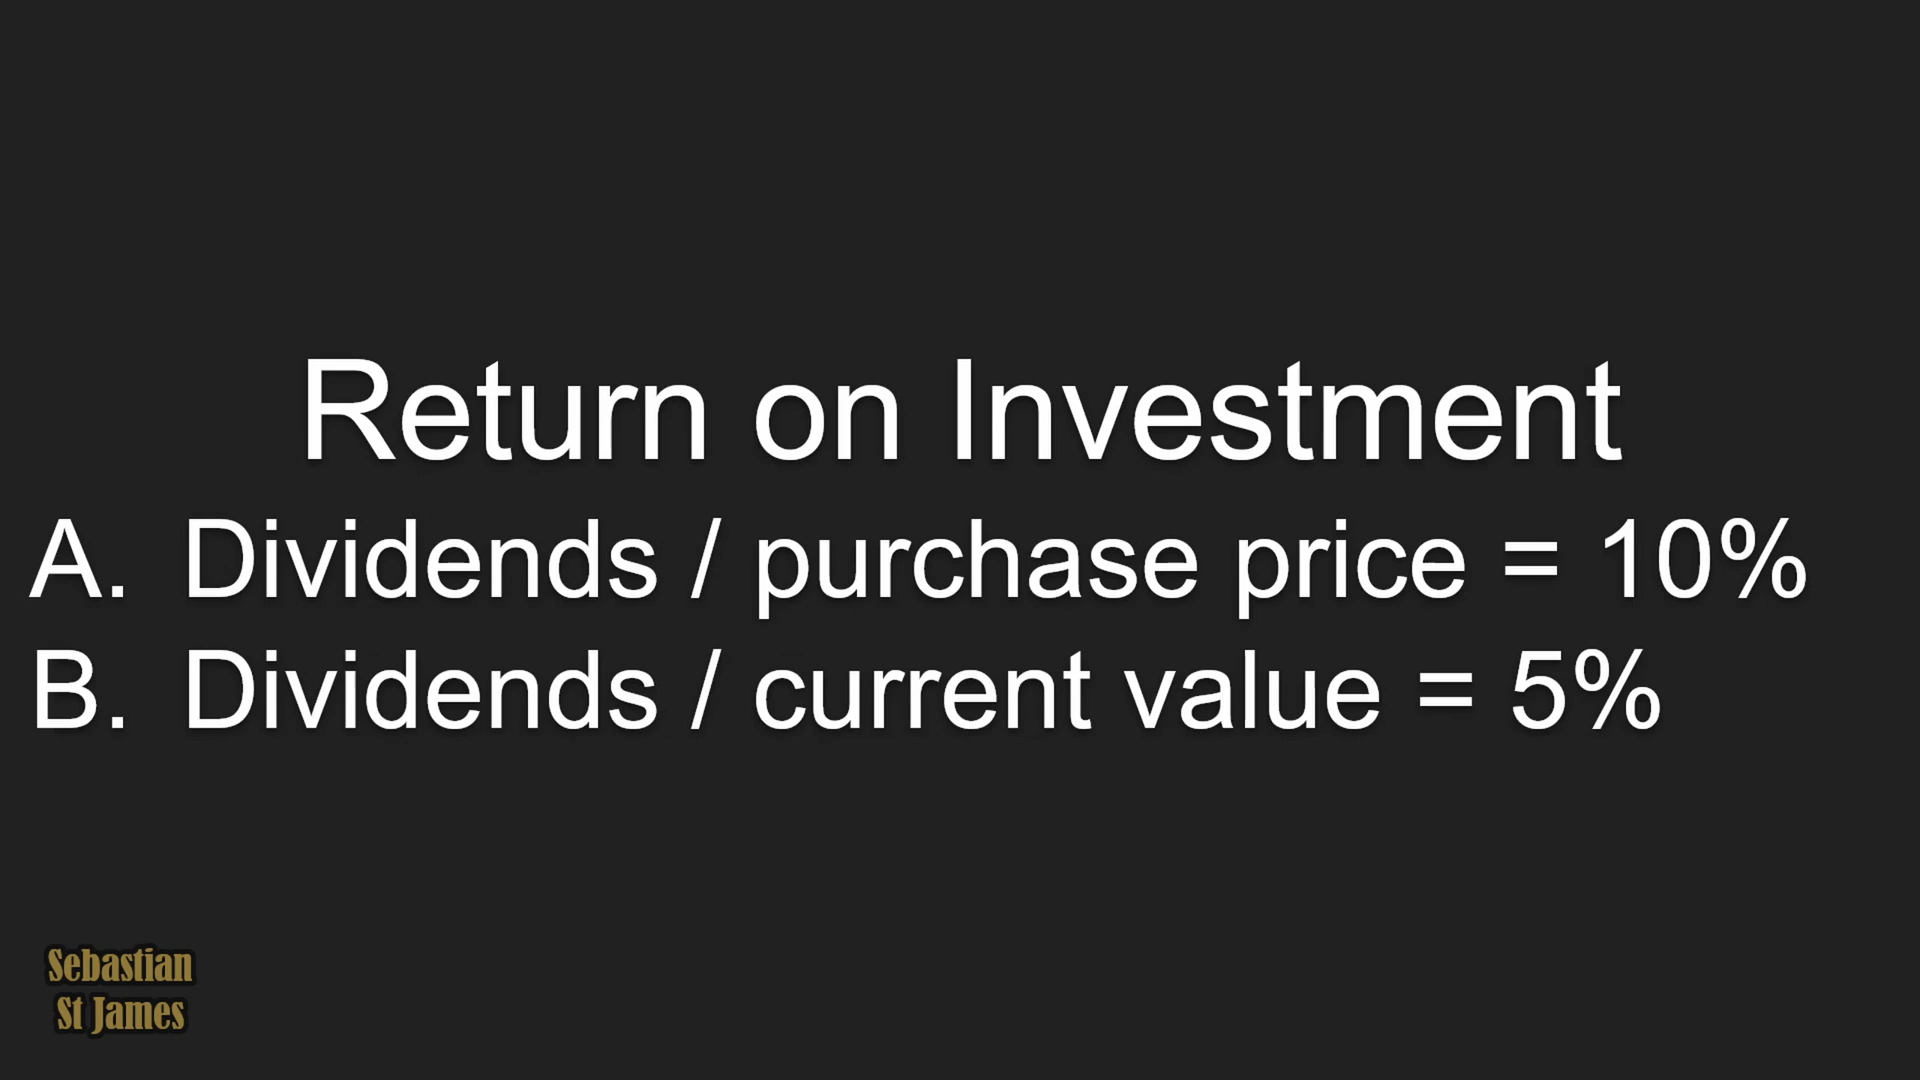 Return on Investment
A. Dividends / purchase price = 10%
B. Dividends / current value = 5%
Sebastian
St James